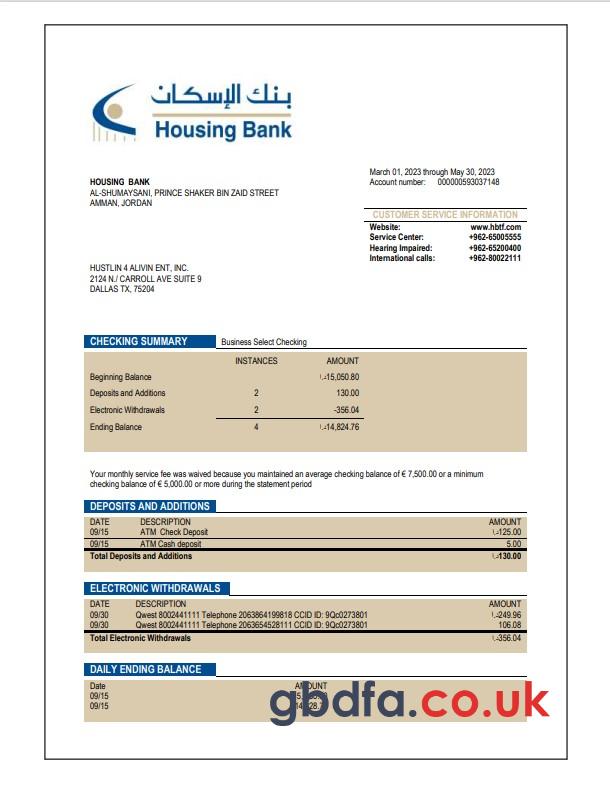 بنك الإسكان
Housing Bank
March 01, 2023 through May 30, 2023
Account number: 000000593037148
HOUSING BANK
AL-SHUMAYSANI, PRINCE SHAKER BIN ZAID STREET
AMMAN, JORDAN
CUSTOMER SERVICE INFORMATION
Website: www.hbtf.com
Service Center: +962-65005555
Hearing Impaired: +962-65200400
International calls: +962-80022111
HUSTLIN 4 ALIVIN ENT, INC.
2124 N./ CARROLL AVE SUITE 9
DALLAS TX, 75204
CHECKING SUMMARY Business Select Checking
INSTANCES AMOUNT
Beginning Balance 15,050.80
Deposits and Additions 2 130.00
Electronic Withdrawals 2 -356.04
Ending Balance 4 14,824.76
Your monthly service fee was waived because you maintained an average checking balance of € 7,500.00 or a minimum
checking balance of € 5,000.00 or more during the statement period
DEPOSITS AND ADDITIONS
DATE DESCRIPTION AMOUNT
09/15 ATM Check Deposit 125.00
09/15 ATM Cash deposit 5.00
Total Deposits and Additions 130.00
ELECTRONIC WITHDRAWALS
DATE DESCRIPTION AMOUNT
09/30 Qwest 8002441111 Telephone 2063864199818 CCID ID: 9Qc0273801 -249.96
09/30 Qwest 8002441111 Telephone 2063654528111 CCID ID: 9Qc0273801 106.08
Total Electronic Withdrawals -356.04
DAILY ENDING BALANCE
Date AMOUNT
09/15
09/15
gbdfa.co.uk